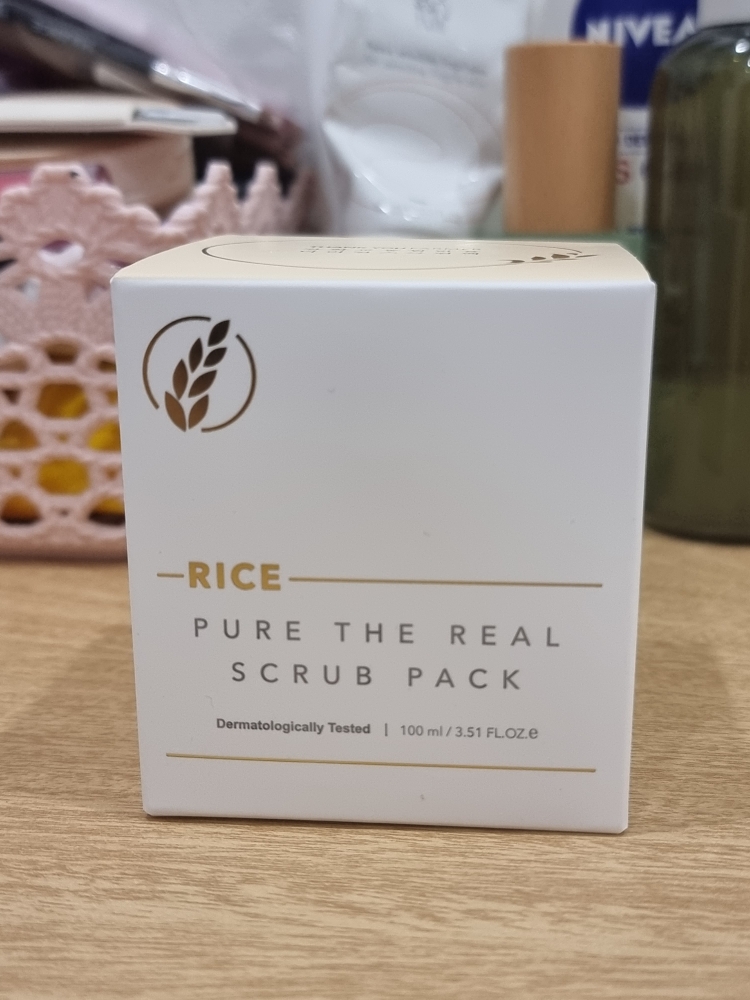 NIVEA
RICE
PURE THE REAL
SCRUB PACK
Dermatologically Tested | 100 ml / 3.51 FL.OZ.e